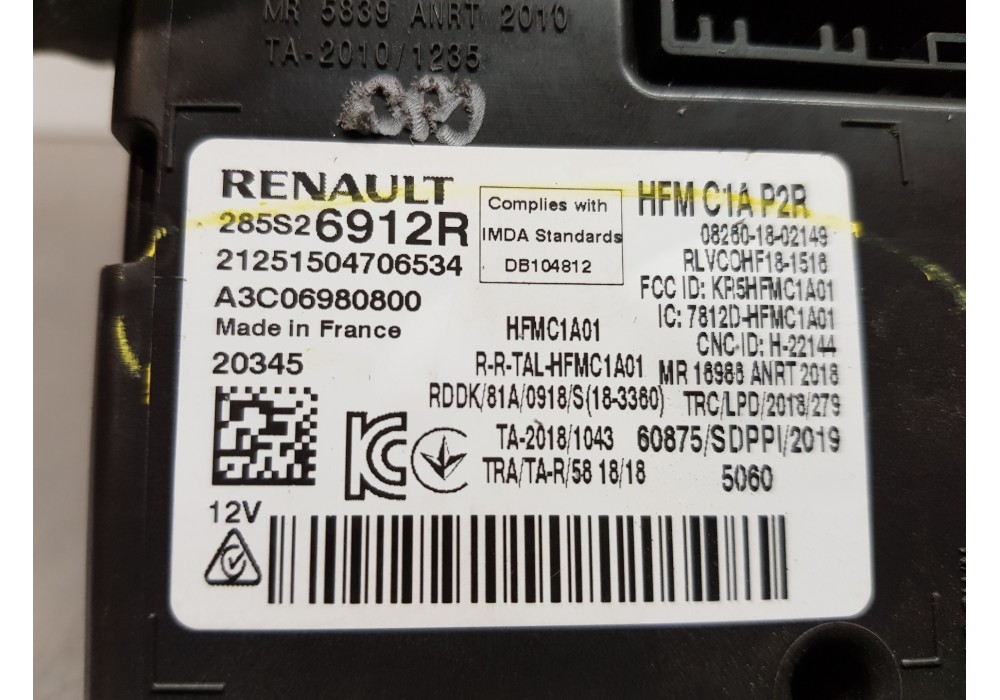 MR 5839 ANRT 2010
TA-2010/1235
RENAULT
285S26912R
21251504706534
A3C06980800
Made in France
20345
Complies with
IMDA Standards
DB104812
HFM C1A P2R
08260-18-02149
RLVCOHF18-1518
FCC ID: KR5HFMC1A01
IC: 7812D-HFMC1A01
CNC-ID: H-22144
HFMC1A01
R-R-TAL-HFMC1A01
MR 16986 ANRT 2018
RDDK/81A/0918/S(18-3360)
TRC/LPD/2018/279
TA-2018/1043
60875/SDPPI/2019
TRA/TA-R/58 18/18
5060
12V